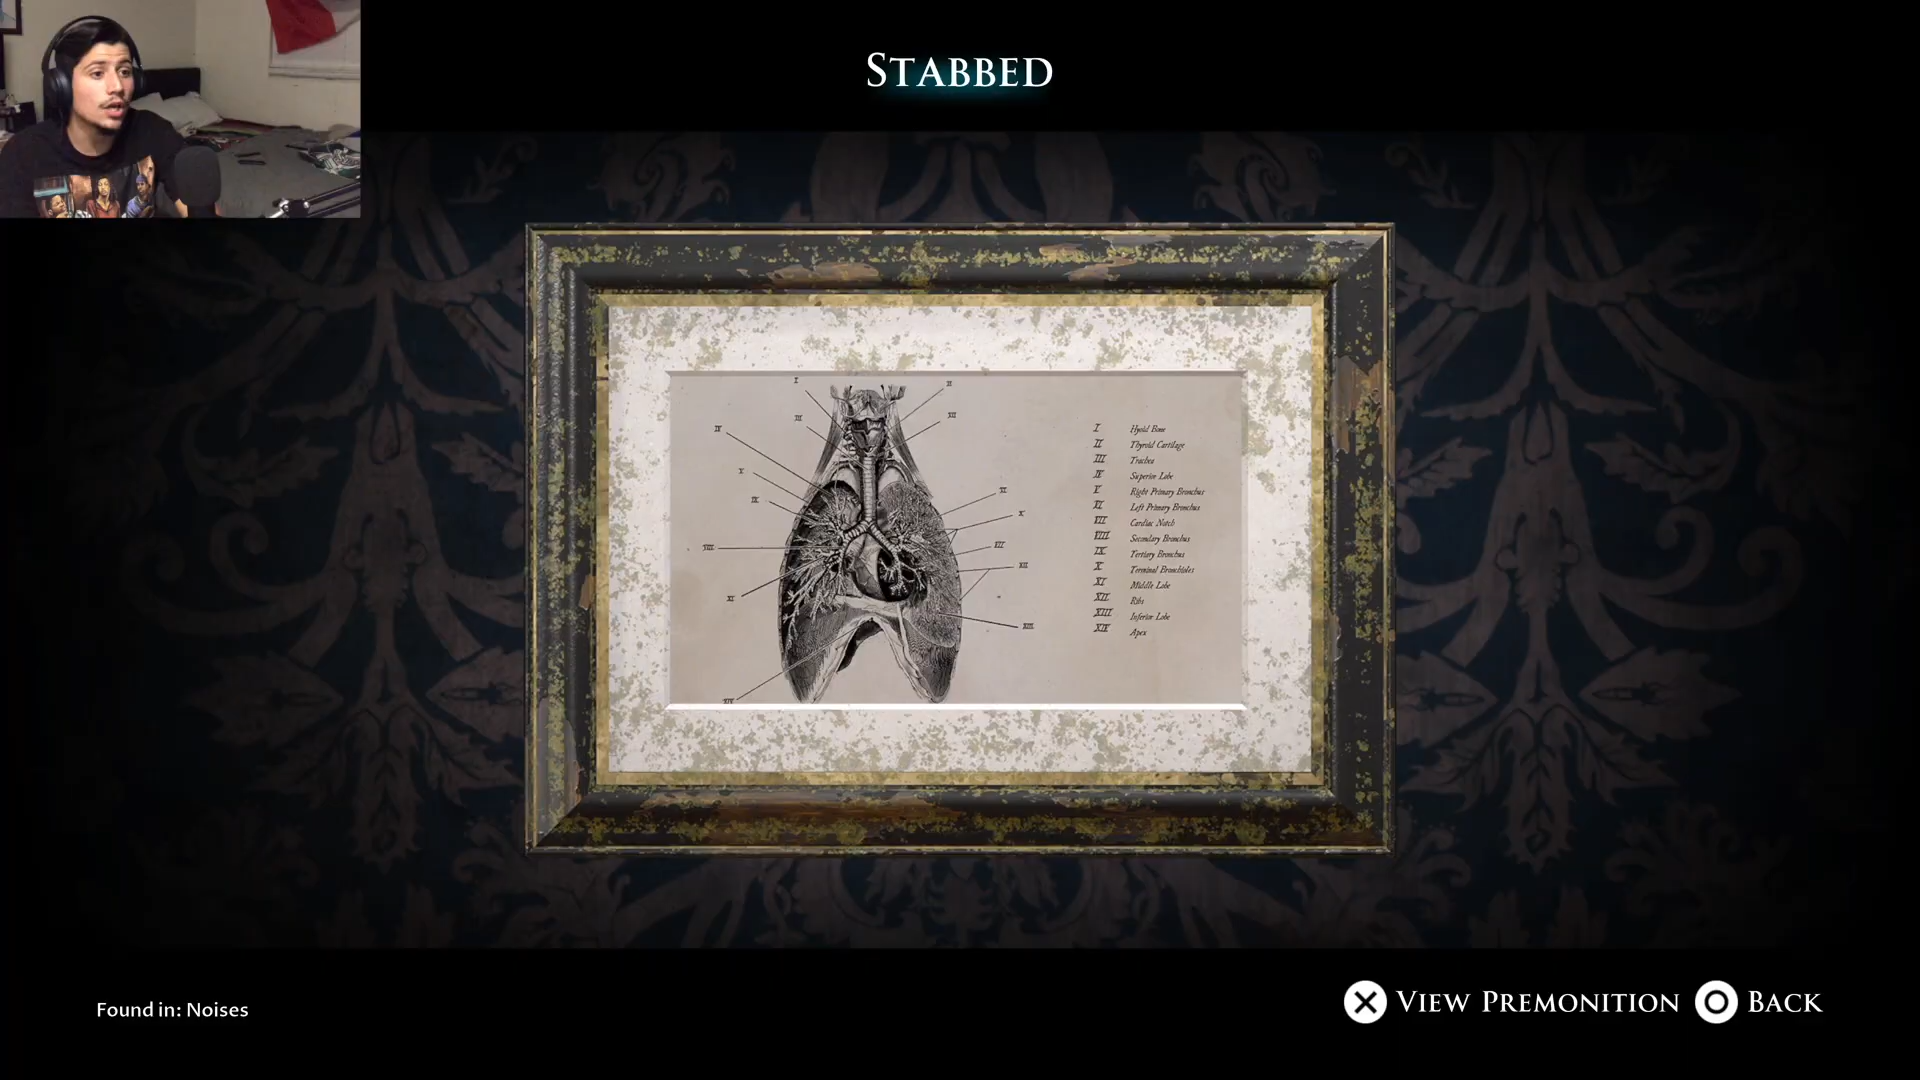 STABBED
I Hyoid Bone
II Thyroid Cartilage
III Trachea
IV Superior Lobe
V Right Primary Bronchus
VI Left Primary Bronchus
VII Cardiac Notch
VIII Secondary Bronchus
IX Tertiary Bronchus
X Terminal Bronchioles
XI Middle Lobe
XII Ribs
XIII Inferior Lobe
XIV Apex
Found in: Noises
VIEW PREMONITION
BACK